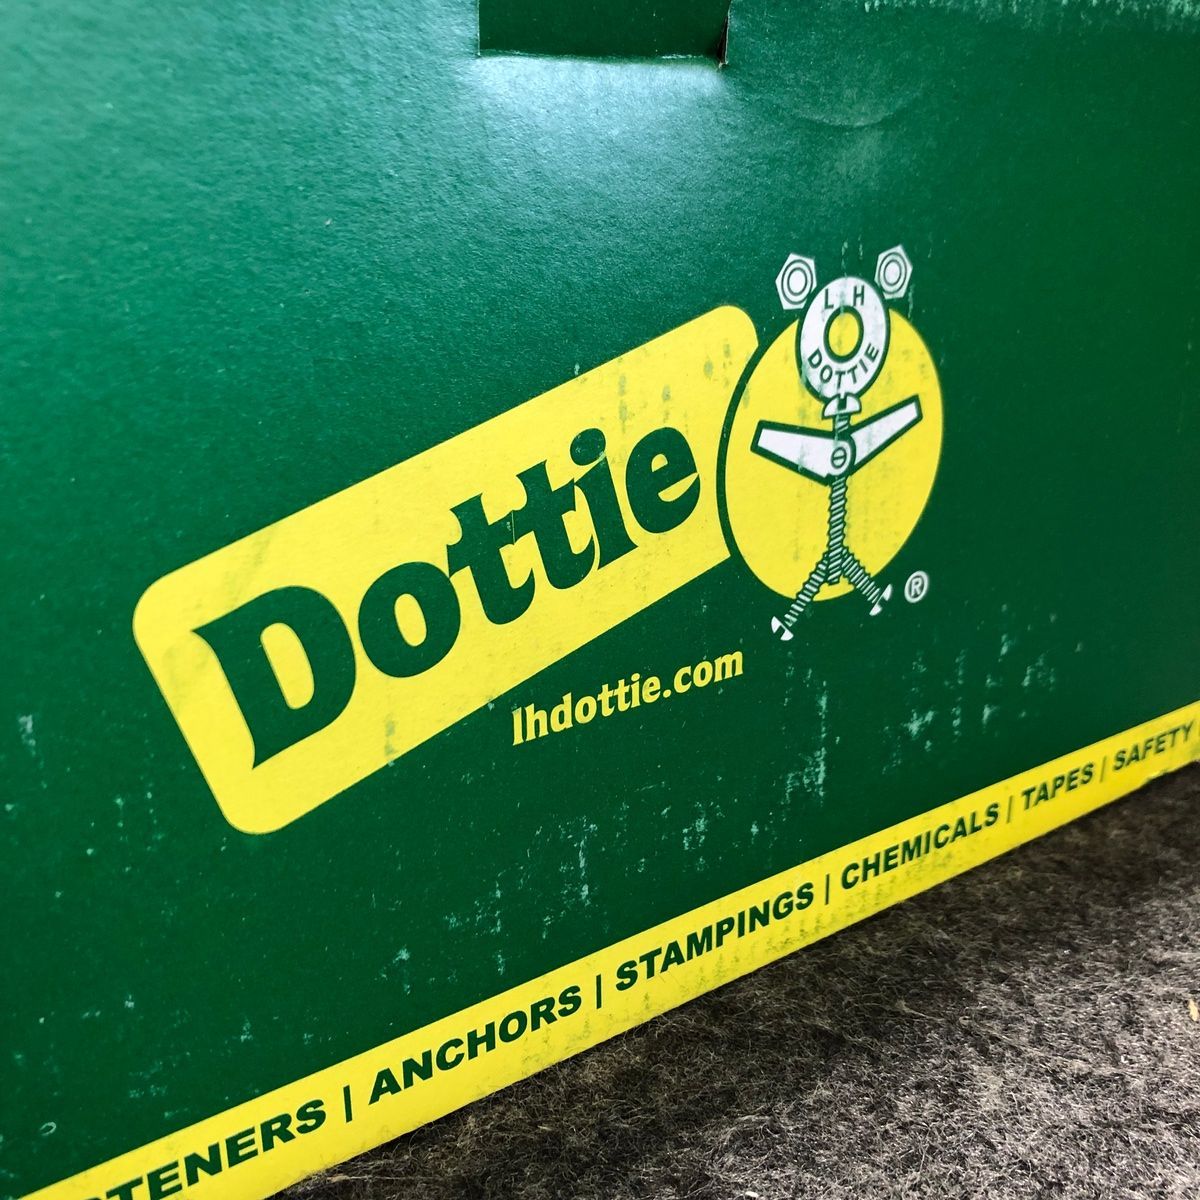 L H
DOTTIE
Dottie
®
lhdottie.com
TENERS | ANCHORS | STAMPINGS | CHEMICALS | TAPES | SAFETY